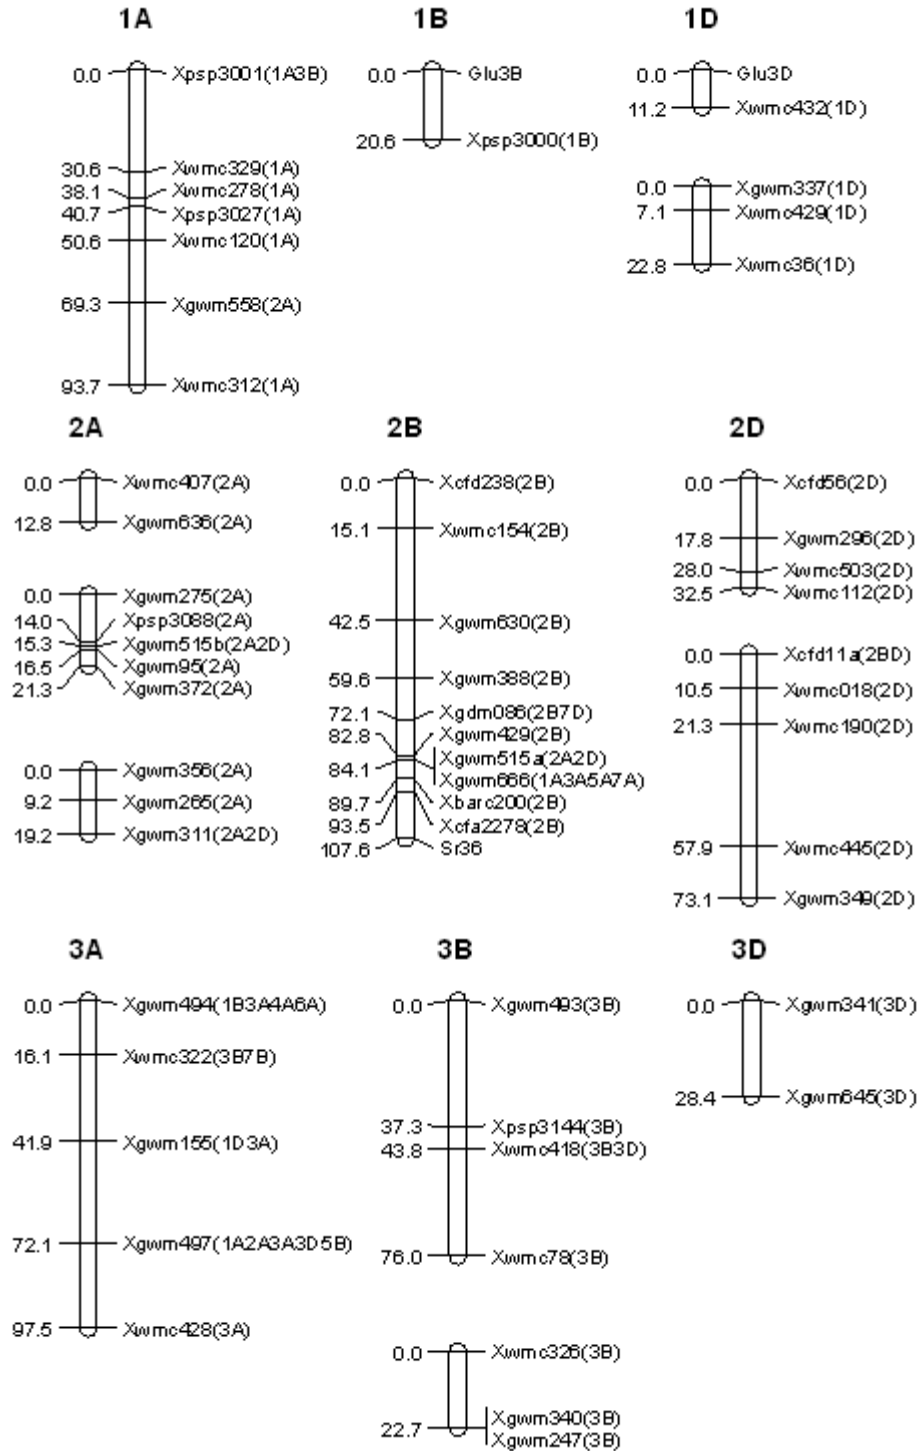 1A
0.0 Xpsp3001(1A3B)
30.6 Xwmc329(1A)
38.1 Xwmc278(1A)
40.7 Xpsp3027(1A)
50.6 Xwmc120(1A)
69.3 Xgwm558(2A)
93.7 Xwmc312(1A)
1B
0.0 Glu3B
20.6 Xpsp3000(1B)
1D
0.0 Glu3D
11.2 Xwmc432(1D)
0.0 Xgwm337(1D)
7.1 Xwmc429(1D)
22.8 Xwmc36(1D)
2A
0.0 Xwmc407(2A)
12.8 Xgwm636(2A)
0.0 Xgwm275(2A)
14.0 Xpsp3088(2A)
15.3 Xgwm515b(2A2D)
16.5 Xgwm95(2A)
21.3 Xgwm372(2A)
0.0 Xgwm356(2A)
9.2 Xgwm265(2A)
19.2 Xgwm311(2A2D)
2B
0.0 Xcfd238(2B)
15.1 Xwmc154(2B)
42.5 Xgwm630(2B)
59.6 Xgwm388(2B)
72.1 Xgdm086(2B7D)
82.8 Xgwm429(2B)
84.1 Xgwm515a(2A2D)
Xgwm666(1A3A5A7A)
89.7 Xbarc200(2B)
93.5 Xcfa2278(2B)
107.6 Sr36
2D
0.0 Xcfd56(2D)
17.8 Xgwm296(2D)
28.0 Xwmc503(2D)
32.5 Xwmc112(2D)
0.0 Xcfd11a(2BD)
10.5 Xwmc018(2D)
21.3 Xwmc190(2D)
57.9 Xwmc445(2D)
73.1 Xgwm349(2D)
3A
0.0 Xgwm494(1B3A4A6A)
16.1 Xwmc322(3B7B)
41.9 Xgwm155(1D3A)
72.1 Xgwm497(1A2A3A3D5B)
97.5 Xwmc428(3A)
3B
0.0 Xgwm493(3B)
37.3 Xpsp3144(3B)
43.8 Xwmc418(3B3D)
76.0 Xwmc78(3B)
0.0 Xwmc326(3B)
22.7 Xgwm340(3B)
Xgwm247(3B)
3D
0.0 Xgwm341(3D)
28.4 Xgwm645(3D)